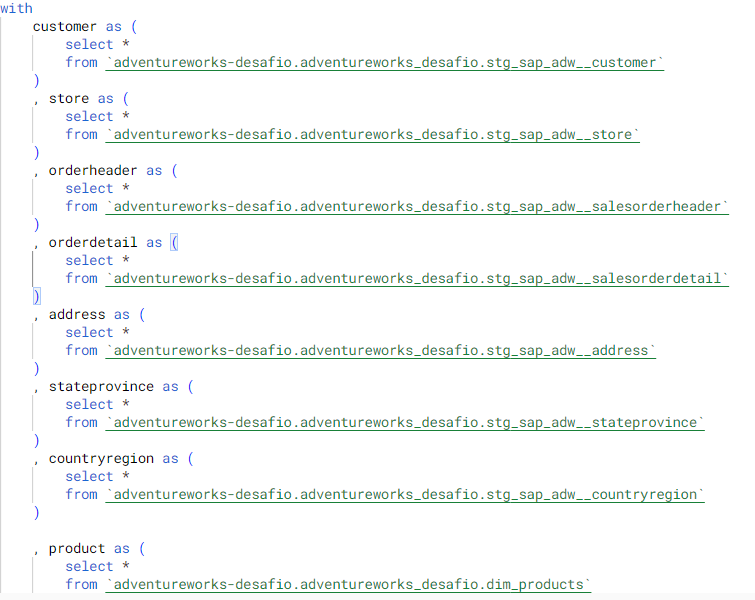 with
    customer as (
        select *
        from `adventureworks-desafio.adventureworks_desafio.stg_sap_adw__customer`
    )
    , store as (
        select *
        from `adventureworks-desafio.adventureworks_desafio.stg_sap_adw__store`
    )
    , orderheader as (
        select *
        from `adventureworks-desafio.adventureworks_desafio.stg_sap_adw__salesorderheader`
    )
    , orderdetail as (
        select *
        from `adventureworks-desafio.adventureworks_desafio.stg_sap_adw__salesorderdetail`
    )
    , address as (
        select *
        from `adventureworks-desafio.adventureworks_desafio.stg_sap_adw__address`
    )
    , stateprovince as (
        select *
        from `adventureworks-desafio.adventureworks_desafio.stg_sap_adw__stateprovince`
    )
    , countryregion as (
        select *
        from `adventureworks-desafio.adventureworks_desafio.stg_sap_adw__countryregion`
    )

    , product as (
        select *
        from `adventureworks-desafio.adventureworks_desafio.dim_products`